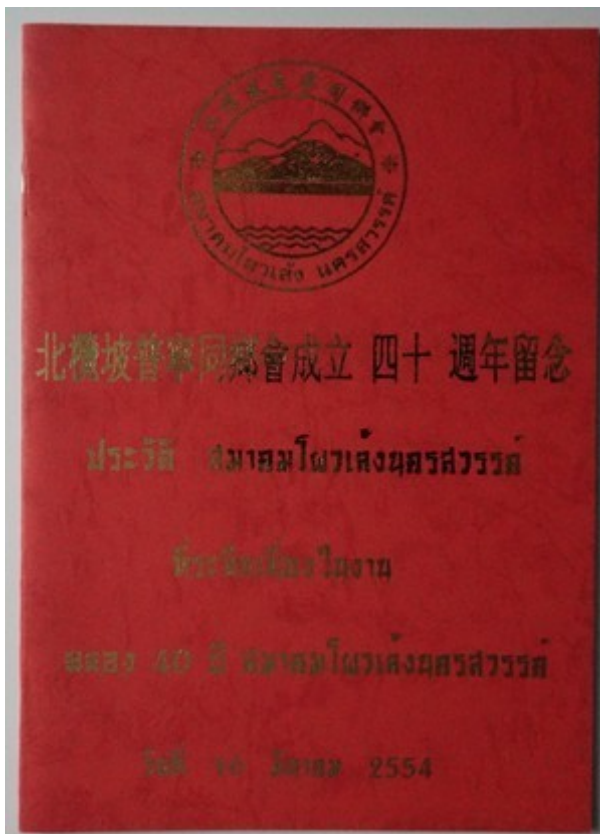 สมาคมโผวเล้ง นครสวรรค์
北欖坡普寧同鄉會成立 四十 週年留念
ประวัติ สมาคมโผวเล้งนครสวรรค์
ที่ระลึกเนื่องในงาน
ฉลอง 40 ปี สมาคมโผวเล้งนครสวรรค์
วันที่ มีนาคม 2554